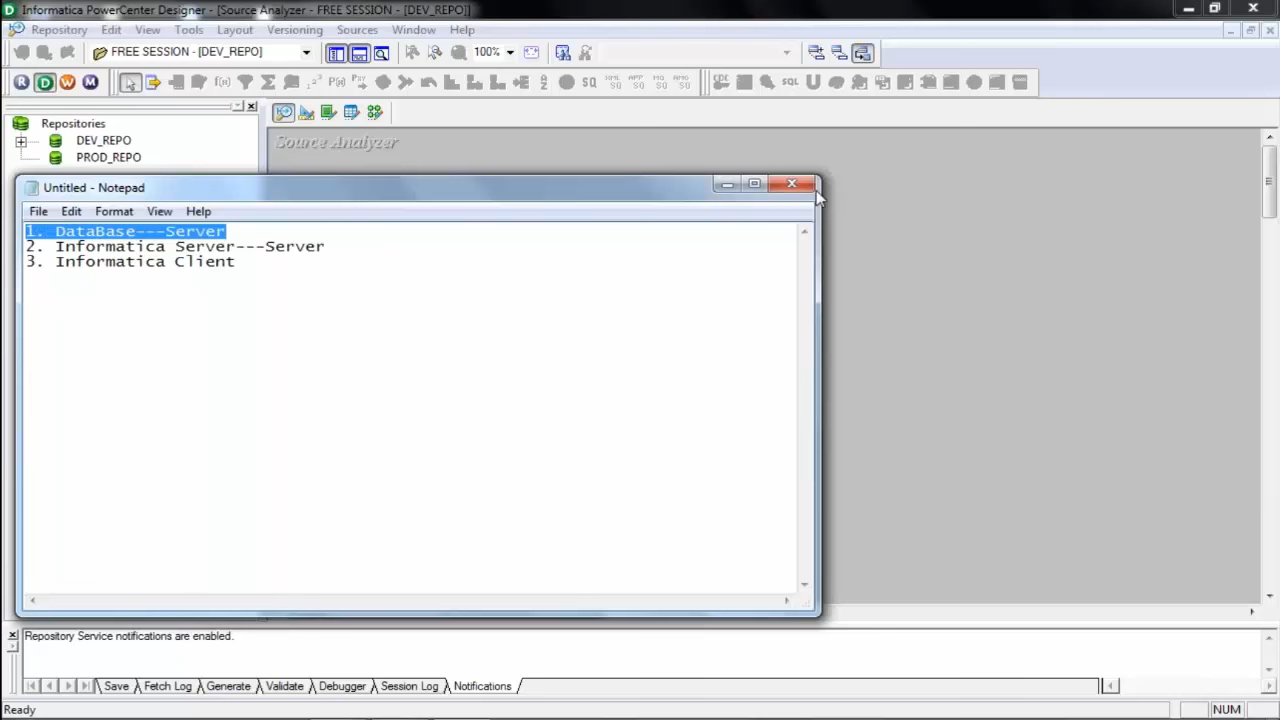 Informatica PowerCenter Designer - [Source Analyzer - FREE SESSION - [DEV_REPO]]
Repository Edit View Tools Layout Versioning Sources Window Help
FREE SESSION - [DEV_REPO] 100%
R D W M f(x) P(x) SQ SQL
Repositories
DEV_REPO
PROD_REPO
Source Analyzer
Untitled - Notepad
File Edit Format View Help
1. DataBase---Server
2. Informatica Server---Server
3. Informatica Client
Repository Service notifications are enabled.
Save Fetch Log Generate Validate Debugger Session Log Notifications
Ready NUM